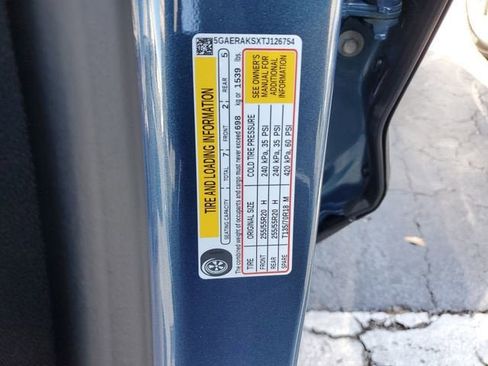 5GAERAKSXTJ126754
TIRE AND LOADING INFORMATION
SEATING CAPACITY TOTAL 7 FRONT 2 REAR 5
The combined weight of occupants and cargo must never exceed 698 kg or 1539 lbs.
TIRE ORIGINAL SIZE COLD TIRE PRESSURE
FRONT 255/55R20 H 240 kPa, 35 PSI
REAR 255/55R20 H 240 kPa, 35 PSI
SPARE T135/70R18 M 420 kPa, 60 PSI
SEE OWNER'S
MANUAL FOR
ADDITIONAL
INFORMATION